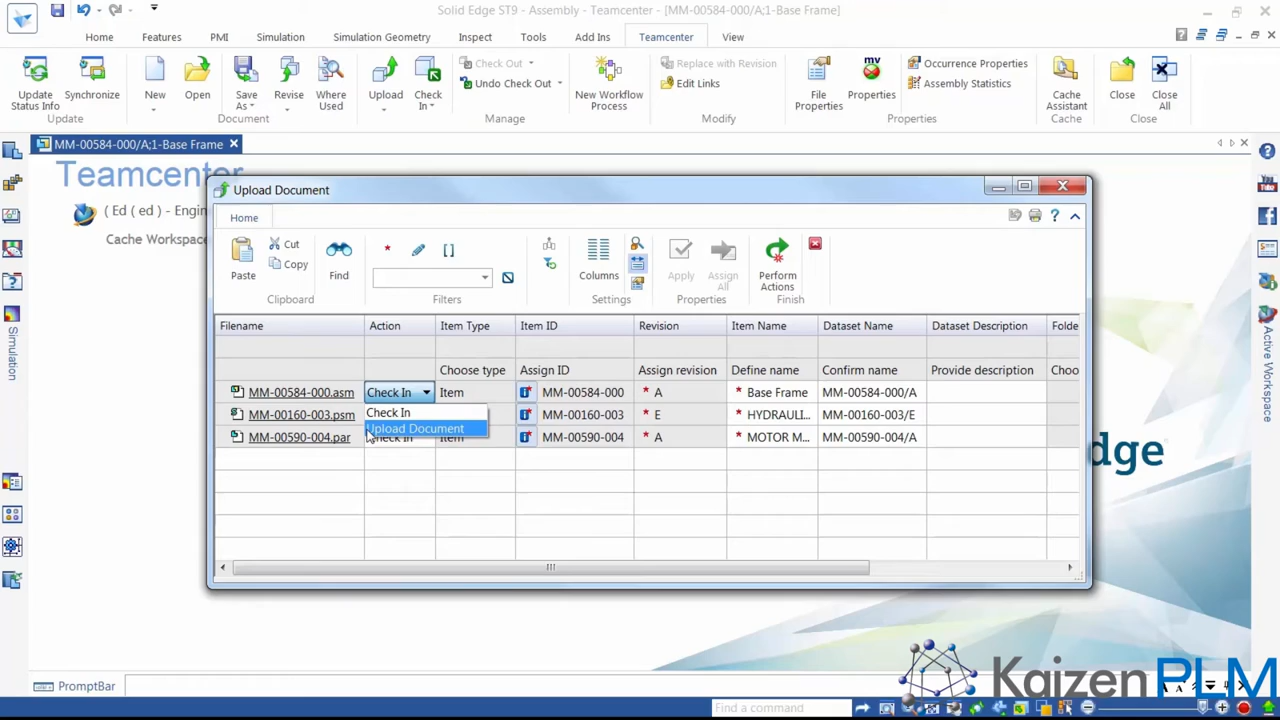 Solid Edge ST9 - Assembly - Teamcenter - [MM-00584-000/A;1-Base Frame]
Home Features PMI Simulation Simulation Geometry Inspect Tools Add Ins Teamcenter View
Update Status Info
Synchronize
New
Open
Save As
Revise
Where Used
Upload
Check In
Check Out
Undo Check Out
New Workflow Process
Replace with Revision
Edit Links
File Properties
mv
Properties
Occurrence Properties
Assembly Statistics
Cache Assistant
Close
Close All
Update Document Manage Modify Properties Cache Close
MM-00584-000/A;1-Base Frame
Teamcenter
( Ed ( ed ) - Engin
Cache Workspac
Simulation
You Tube
Active Workspace
Upload Document
Home
Paste
Cut
Copy
Find
Columns
Apply
Assign All
Perform Actions
Clipboard Filters Settings Properties Finish
Filename Action Item Type Item ID Revision Item Name Dataset Name Dataset Description Folde
Choose type Assign ID Assign revision Define name Confirm name Provide description Choo
MM-00584-000.asm Check In Item MM-00584-000 * A * Base Frame MM-00584-000/A
Check In
MM-00160-003.psm MM-00160-003 * E * HYDRAULI... MM-00160-003/E
Upload Document
MM-00590-004.par Check In Item MM-00590-004 * A * MOTOR M... MM-00590-004/A
dge
PromptBar
KaizenPLM
Find a command